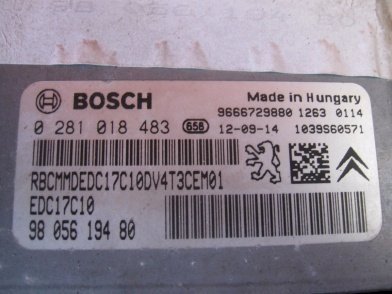 BOSCH
Made in Hungary
9666729880 1263 0114
0 281 018 483 658 12-09-14 1039S60571
RBCMMDEDC17C10DV4T3CEM01
EDC17C10
98 056 194 80